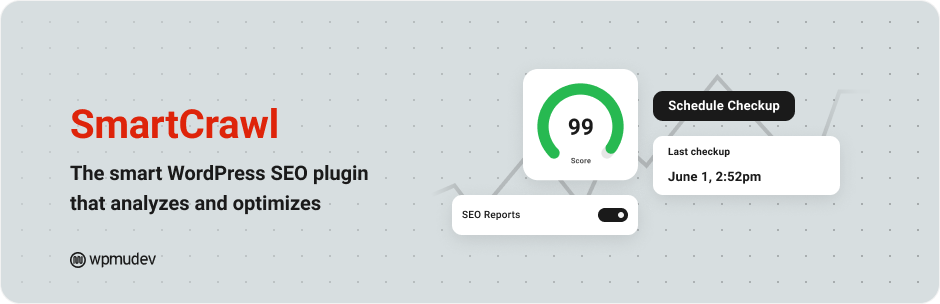 SmartCrawl
The smart WordPress SEO plugin
that analyzes and optimizes
wpmudev
99
Score
SEO Reports
Schedule Checkup
Last checkup
June 1, 2:52pm